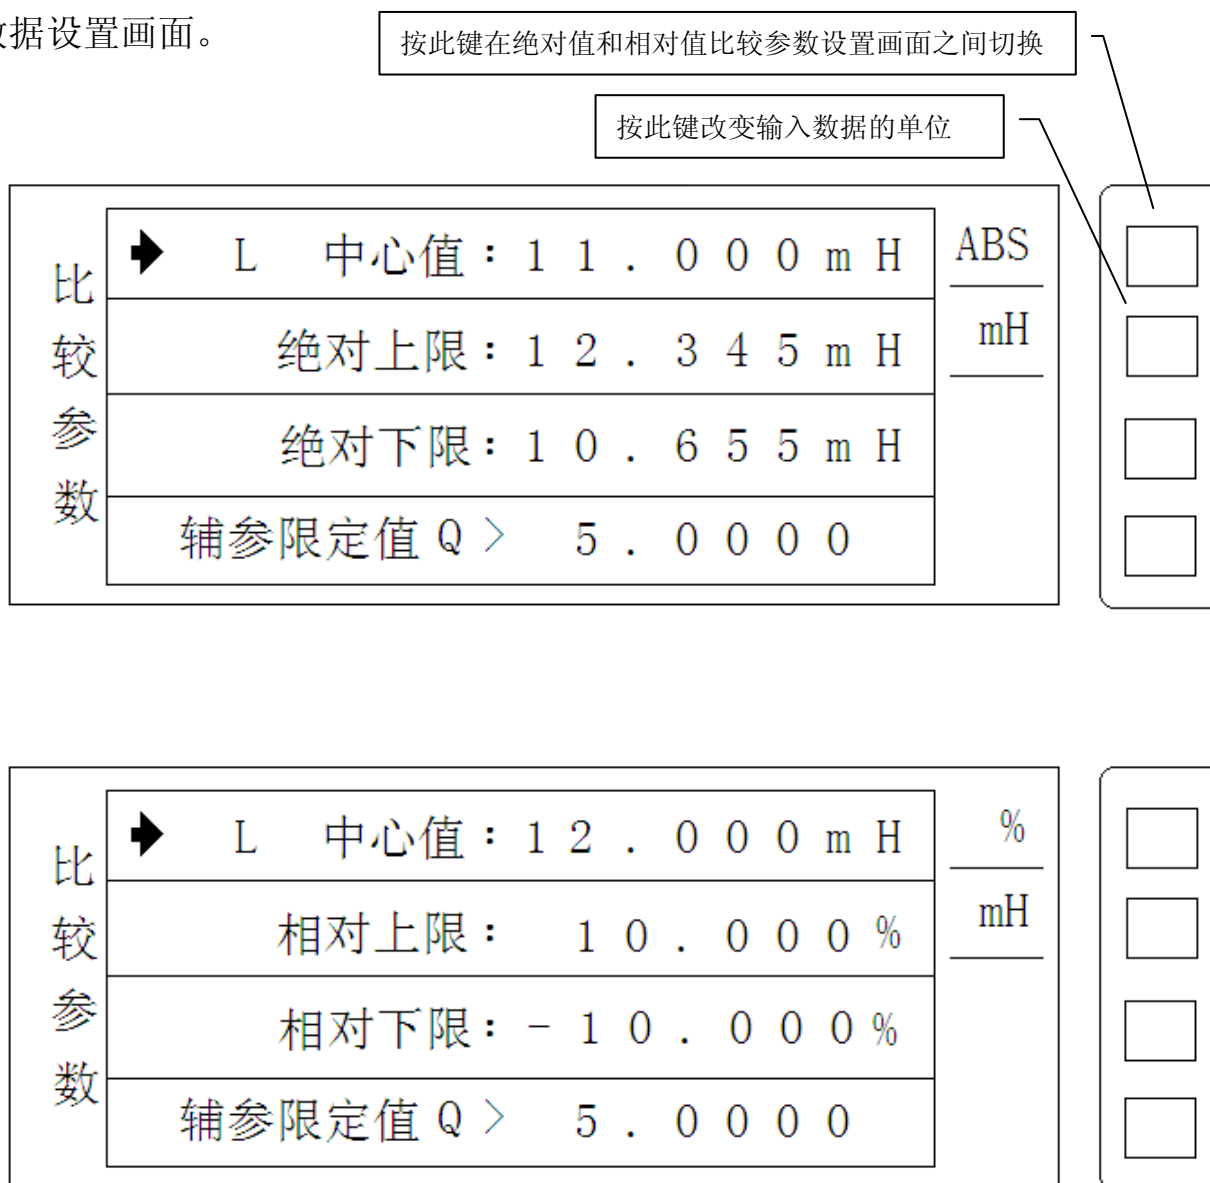 据设置画面。
按此键在绝对值和相对值比较参数设置画面之间切换
按此键改变输入数据的单位
比较参数
L 中心值:11.000mH
绝对上限:12.345mH
绝对下限:10.655mH
辅参限定值Q> 5.0000
ABS
mH
比较参数
L 中心值:12.000mH
相对上限: 10.000%
相对下限:-10.000%
辅参限定值Q> 5.0000
%
mH